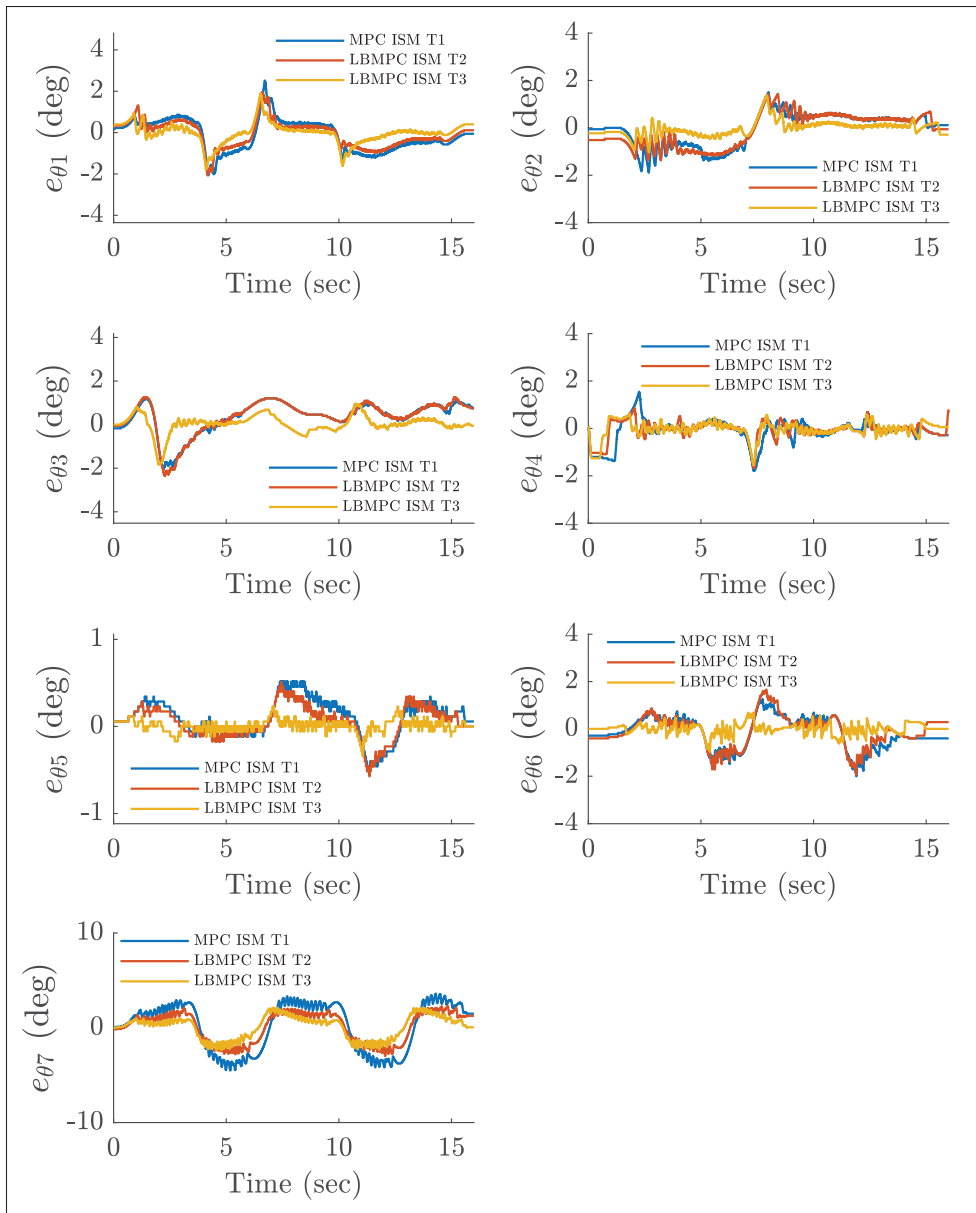 4
2
0
-2
-4
e_θ1 (deg)
MPC ISM T1
LBMPC ISM T2
LBMPC ISM T3
0 5 10 15
Time (sec)
4
2
0
-2
-4
e_θ2 (deg)
MPC ISM T1
LBMPC ISM T2
LBMPC ISM T3
0 5 10 15
Time (sec)
4
2
0
-2
-4
e_θ3 (deg)
MPC ISM T1
LBMPC ISM T2
LBMPC ISM T3
0 5 10 15
Time (sec)
4
2
0
-2
-4
e_θ4 (deg)
MPC ISM T1
LBMPC ISM T2
LBMPC ISM T3
0 5 10 15
Time (sec)
1
0
-1
e_θ5 (deg)
MPC ISM T1
LBMPC ISM T2
LBMPC ISM T3
0 5 10 15
Time (sec)
4
2
0
-2
-4
e_θ6 (deg)
MPC ISM T1
LBMPC ISM T2
LBMPC ISM T3
0 5 10 15
Time (sec)
10
0
-10
e_θ7 (deg)
MPC ISM T1
LBMPC ISM T2
LBMPC ISM T3
0 5 10 15
Time (sec)